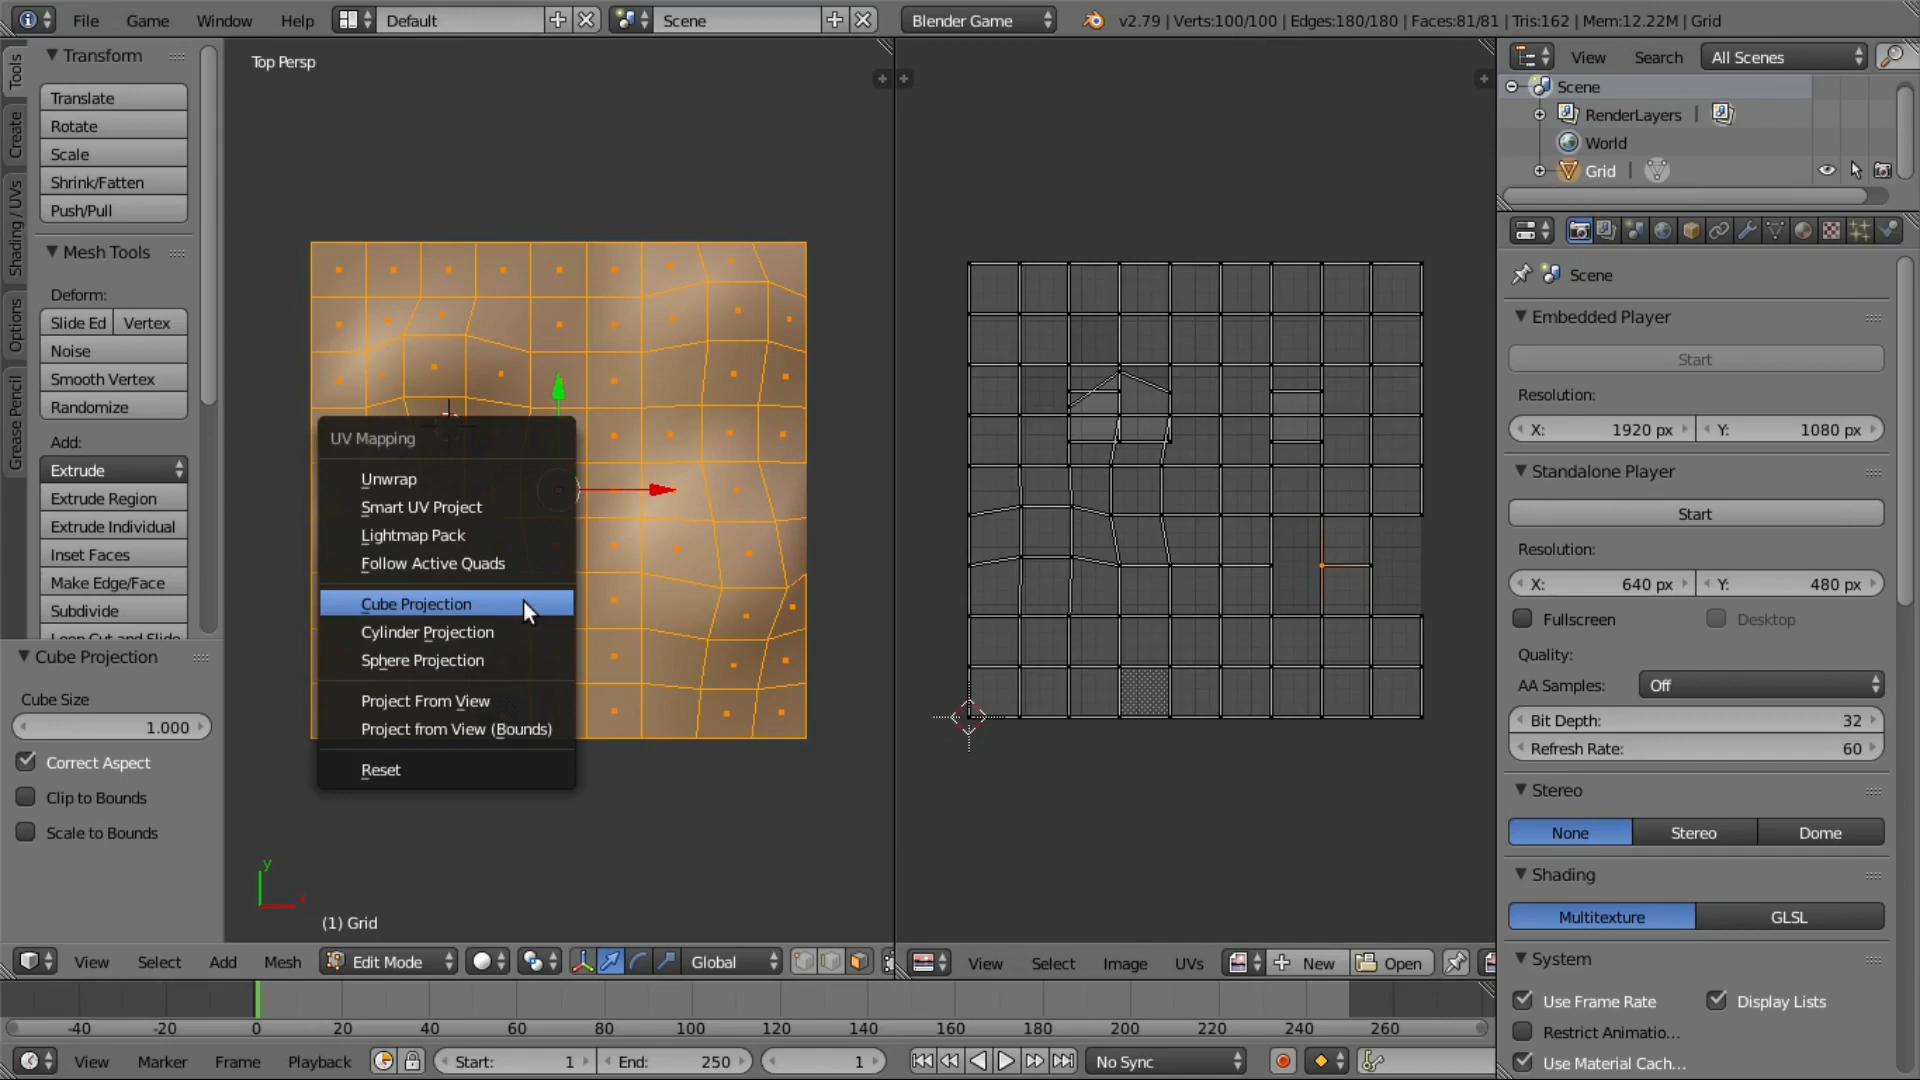 File
Game
Window
Help
Default
Scene
Blender Game
v2.79 | Verts:100/100 | Edges:180/180 | Faces:81/81 | Tris:162 | Mem:12.22M | Grid
Tools
Create
Shading / UVs
Options
Grease Pencil
Transform
Translate
Rotate
Scale
Shrink/Fatten
Push/Pull
Mesh Tools
Deform:
Slide Ed
Vertex
Noise
Smooth Vertex
Randomize
Add:
Extrude
Extrude Region
Extrude Individual
Inset Faces
Make Edge/Face
Subdivide
Loop Cut and Slide
Cube Projection
Cube Size
1.000
Correct Aspect
Clip to Bounds
Scale to Bounds
Top Persp
UV Mapping
Unwrap
Smart UV Project
Lightmap Pack
Follow Active Quads
Cube Projection
Cylinder Projection
Sphere Projection
Project From View
Project from View (Bounds)
Reset
y
x
(1) Grid
View
Select
Add
Mesh
Edit Mode
Global
View
Select
Image
UVs
New
Open
View
Search
All Scenes
Scene
RenderLayers
World
Grid
Scene
Embedded Player
Start
Resolution:
X: 1920 px
Y: 1080 px
Standalone Player
Start
Resolution:
X: 640 px
Y: 480 px
Fullscreen
Desktop
Quality:
AA Samples:
Off
Bit Depth: 32
Refresh Rate: 60
Stereo
None
Stereo
Dome
Shading
Multitexture
GLSL
System
Use Frame Rate
Display Lists
Restrict Animatio...
Use Material Cach...
-40 -20 0 20 40 60 80 100 120 140 160 180 200 220 240 260
View
Marker
Frame
Playback
Start: 1
End: 250
1
No Sync